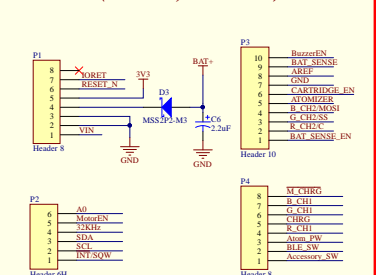 P1
8
7 IORET
6 RESET_N
5
4
3
2
1 VIN
Header 8
3V3
D3
MSS2P2-M3
BAT+
C6
2.2uF
GND
GND
P3
10 BuzzerEN
9 BAT_SENSE
8 AREF
7 GND
6 CARTRIDGE_EN
5 ATOMIZER
4 B_CH2/MOSI
3 G_CH2/SS
2 R_CH2/C
1 BAT_SENSE_EN
Header 10
P2
6 A0
5 MotorEN
4 32KHz
3 SDA
2 SCL
1 INT/SQW
Header 6H
P4
8 M_CHRG
7 B_CH1
6 G_CH1
5 CHRG
4 R_CH1
3 Atom_PW
2 BLE_SW
1 Accessory_SW
Header 8